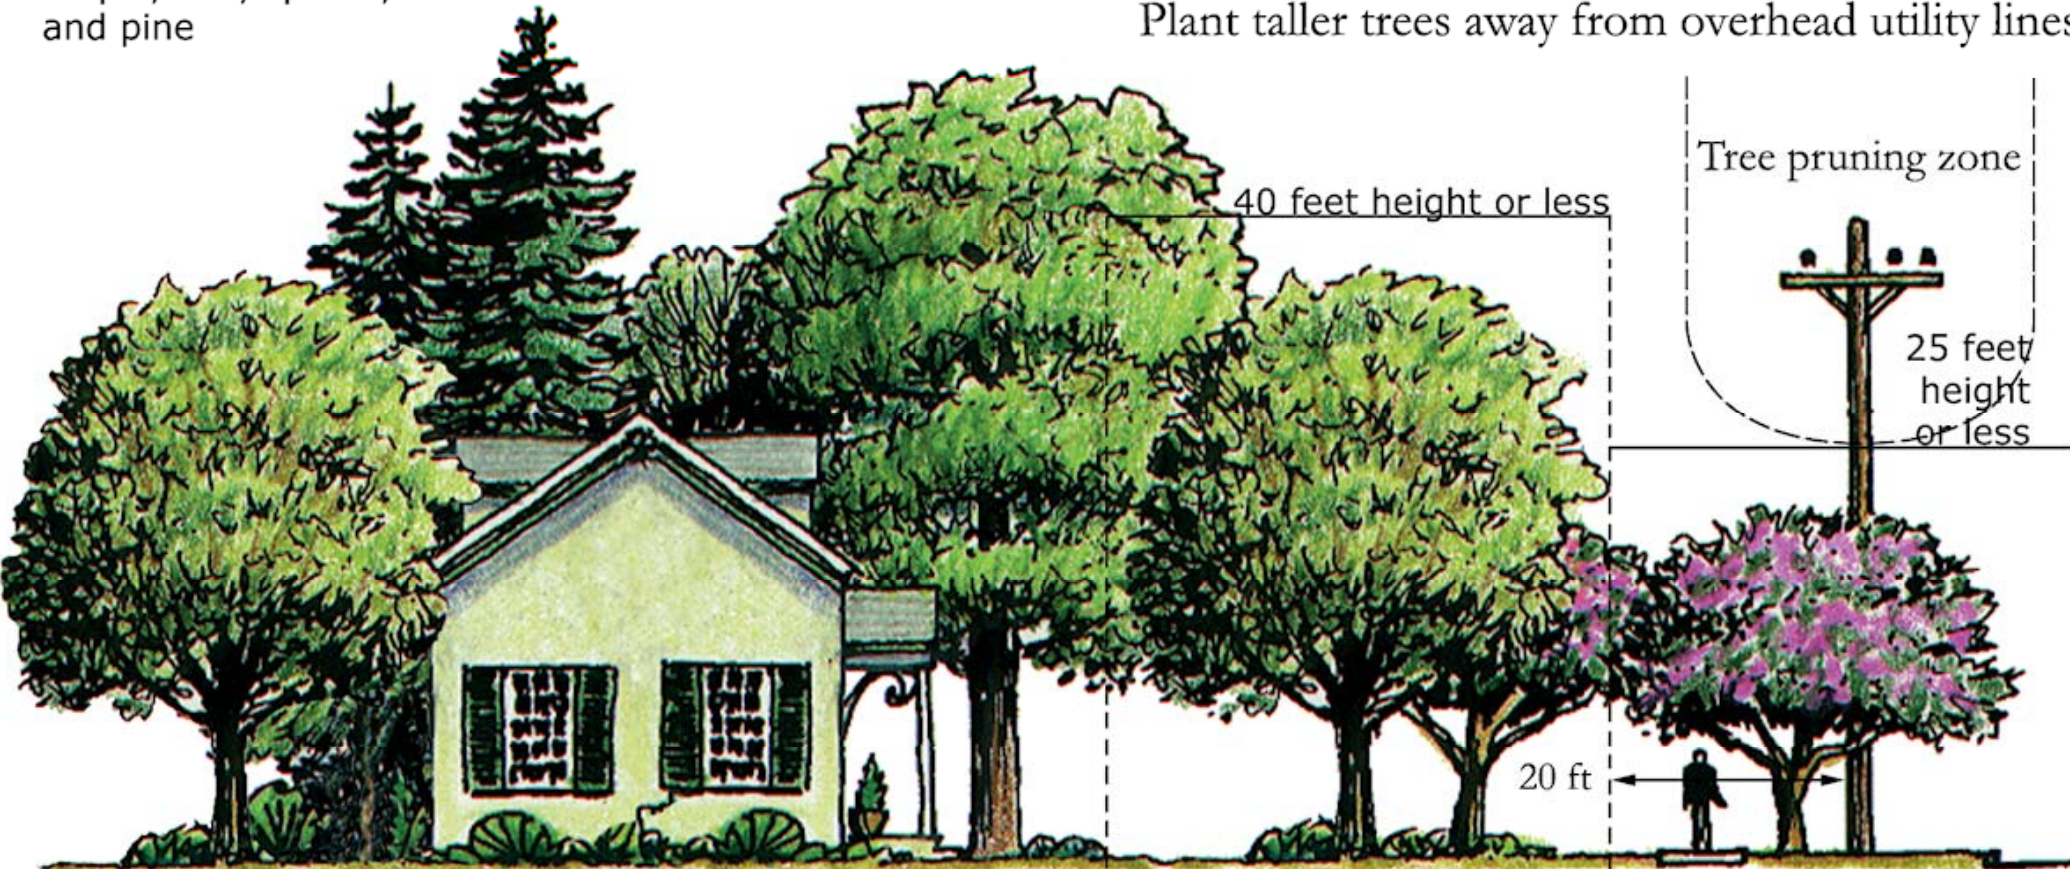 and pine
Plant taller trees away from overhead utility lines
Tree pruning zone
40 feet height or less
25 feet
height
or less
20 ft